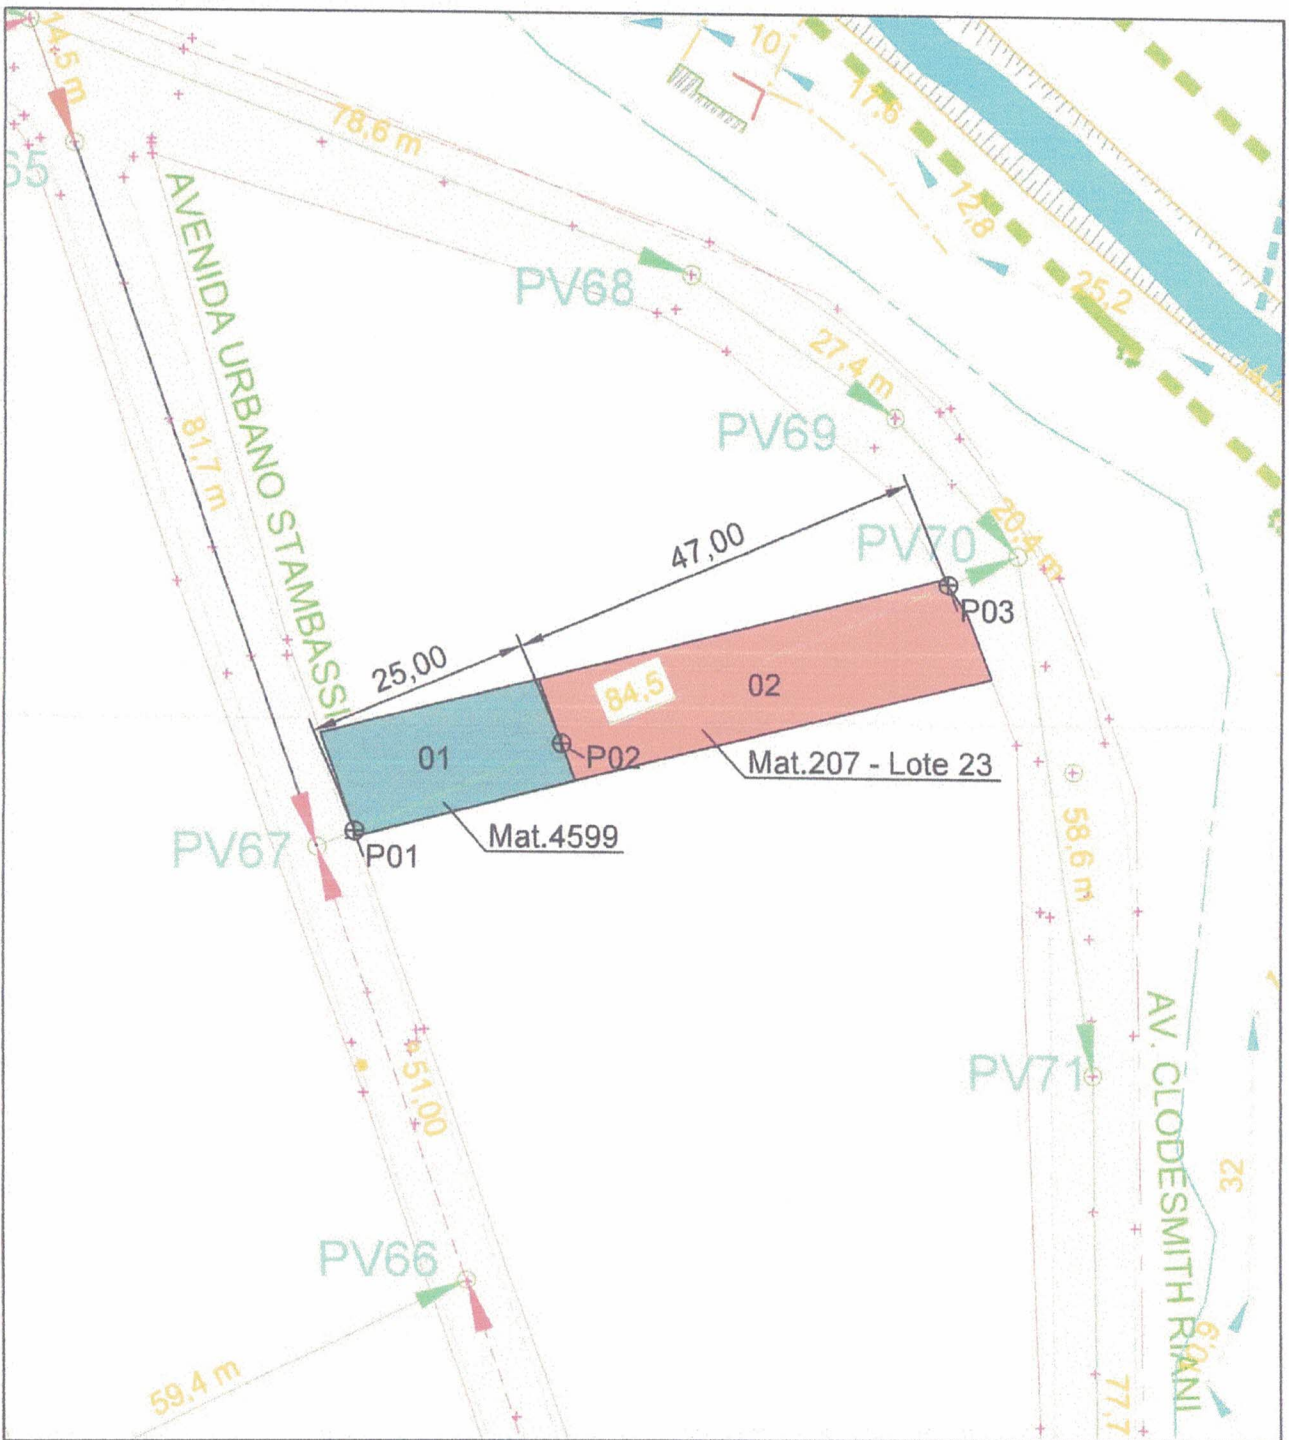 14,5 m
10
17,6
78,6 m
65
12,8
AVENIDA URBANO STAMBASSI
PV68
25,2
27,4 m
81,7 m
PV69
47,00
PV70
20,4 m
P03
25,00
84,5
02
01
P02
Mat.207 - Lote 23
Mat.4599
PV67
P01
58,6 m
AV. CLODESMITH RIANI
PV71
51,00
32
PV66
59,4 m
77,7